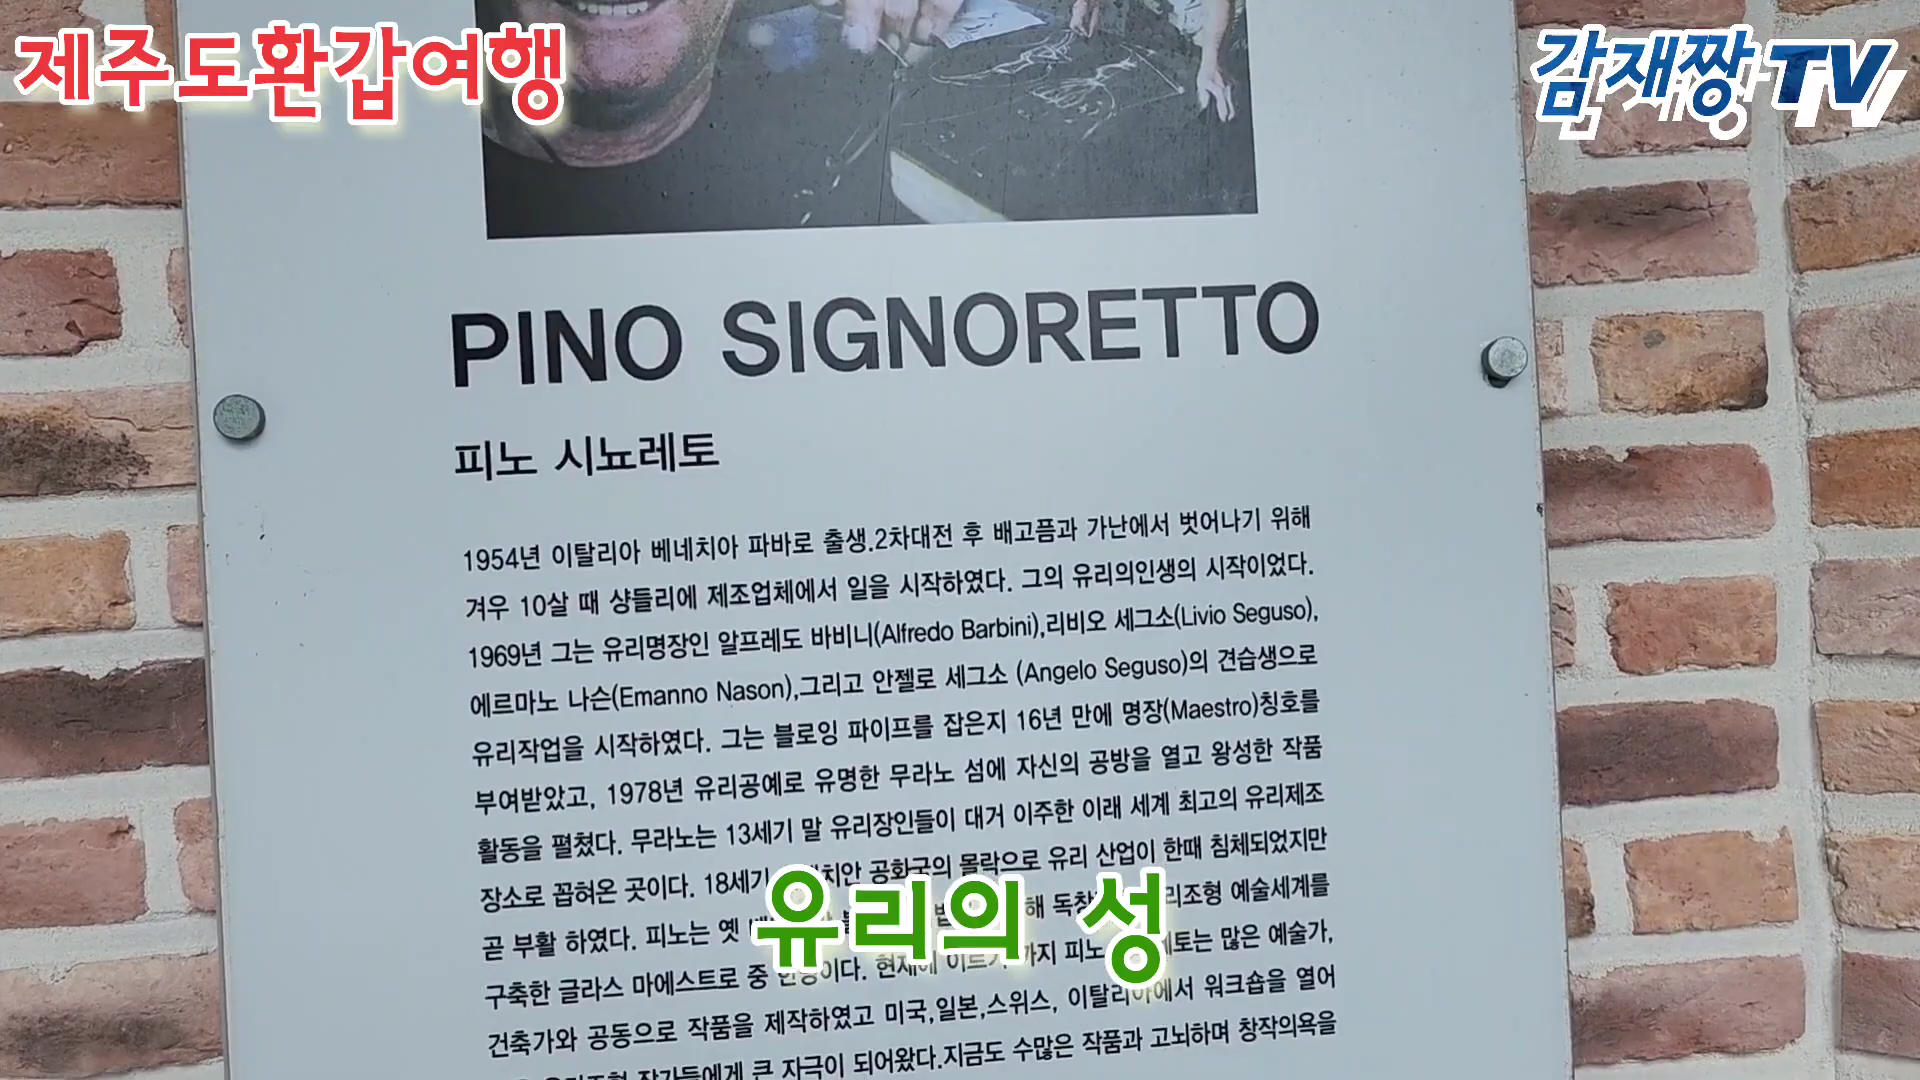 제주도환갑여행
감재짱 TV
PINO SIGNORETTO
피노 시뇨레토
1954년 이탈리아 베네치아 파바로 출생.2차대전 후 배고픔과 가난에서 벗어나기 위해
겨우 10살 때 샹들리에 제조업체에서 일을 시작하였다. 그의 유리의인생의 시작이었다.
1969년 그는 유리명장인 알프레도 바비니(Alfredo Barbini),리비오 세그소(Livio Seguso),
에르마노 나슨(Emanno Nason),그리고 안젤로 세그소 (Angelo Seguso)의 견습생으로
유리작업을 시작하였다. 그는 블로잉 파이프를 잡은지 16년 만에 명장(Maestro)칭호를
부여받았고, 1978년 유리공예로 유명한 무라노 섬에 자신의 공방을 열고 왕성한 작품
활동을 펼쳤다. 무라노는 13세기 말 유리장인들이 대거 이주한 이래 세계 최고의 유리제조
장소로 꼽혀온 곳이다. 18세기 공화국의 몰락으로 유리 산업이 한때 침체되었지만
곧 부활 하였다. 피노는 옛 예술세계를
구축한 글라스 마에스트로 중 많은 예술가,
건축가와 공동으로 작품을 제작하였고 미국,일본,스위스, 이탈리아에서 워크숍을 열어
큰 자극이 되어왔다.지금도 수많은 작품과 고뇌하며 창작의욕을
유리의 성